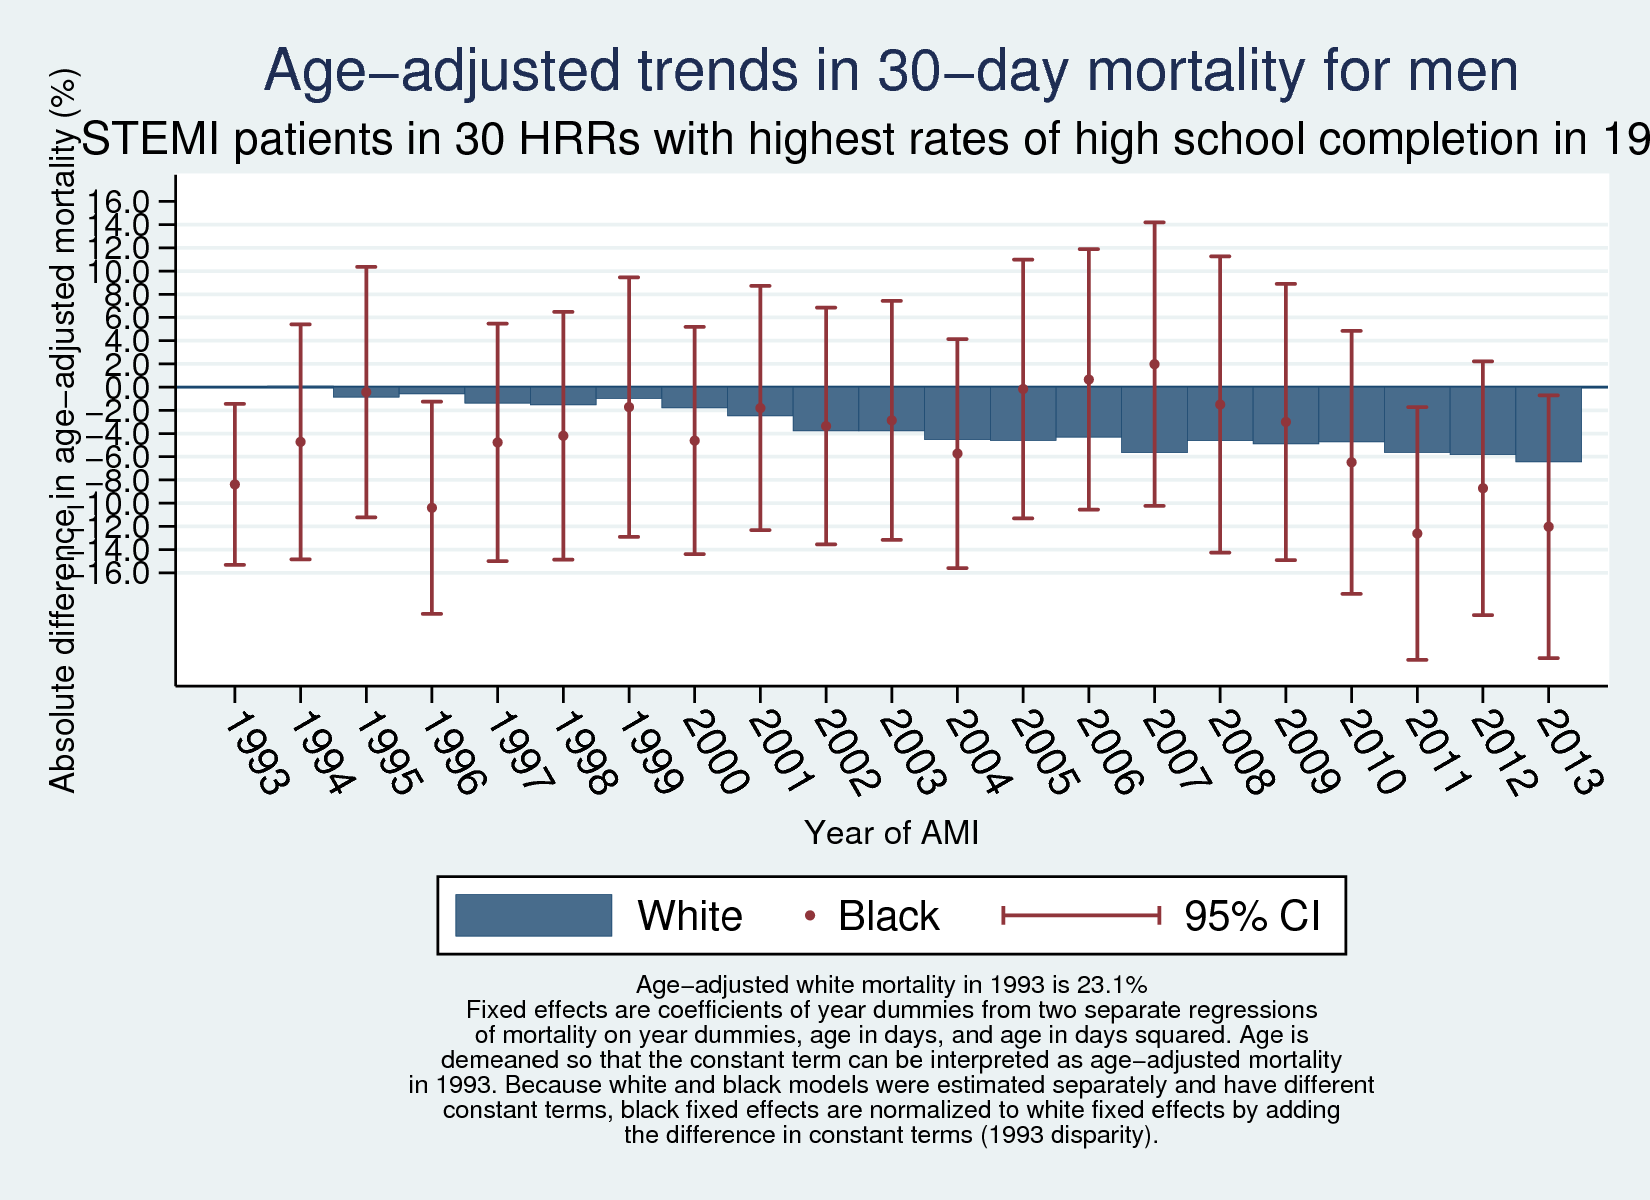 Age−adjusted trends in 30−day mortality for men
STEMI patients in 30 HRRs with highest rates of high school completion in 19
Absolute difference in age−adjusted mortality (%)
16.0
14.0
12.0
10.0
8.0
6.0
4.0
2.0
0.0
−2.0
−4.0
−6.0
−8.0
−10.0
−12.0
−14.0
−16.0
1993 1994 1995 1996 1997 1998 1999 2000 2001 2002 2003 2004 2005 2006 2007 2008 2009 2010 2011 2012 2013
Year of AMI
White Black 95% CI
Age−adjusted white mortality in 1993 is 23.1%
Fixed effects are coefficients of year dummies from two separate regressions
of mortality on year dummies, age in days, and age in days squared. Age is
demeaned so that the constant term can be interpreted as age−adjusted mortality
in 1993. Because white and black models were estimated separately and have different
constant terms, black fixed effects are normalized to white fixed effects by adding
the difference in constant terms (1993 disparity).